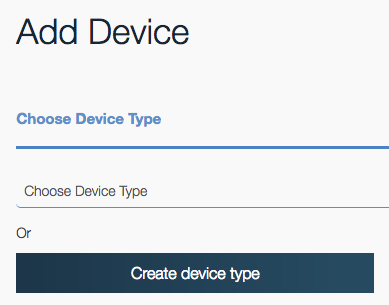 Add Device
Choose Device Type
Choose Device Type
Or
Create device type